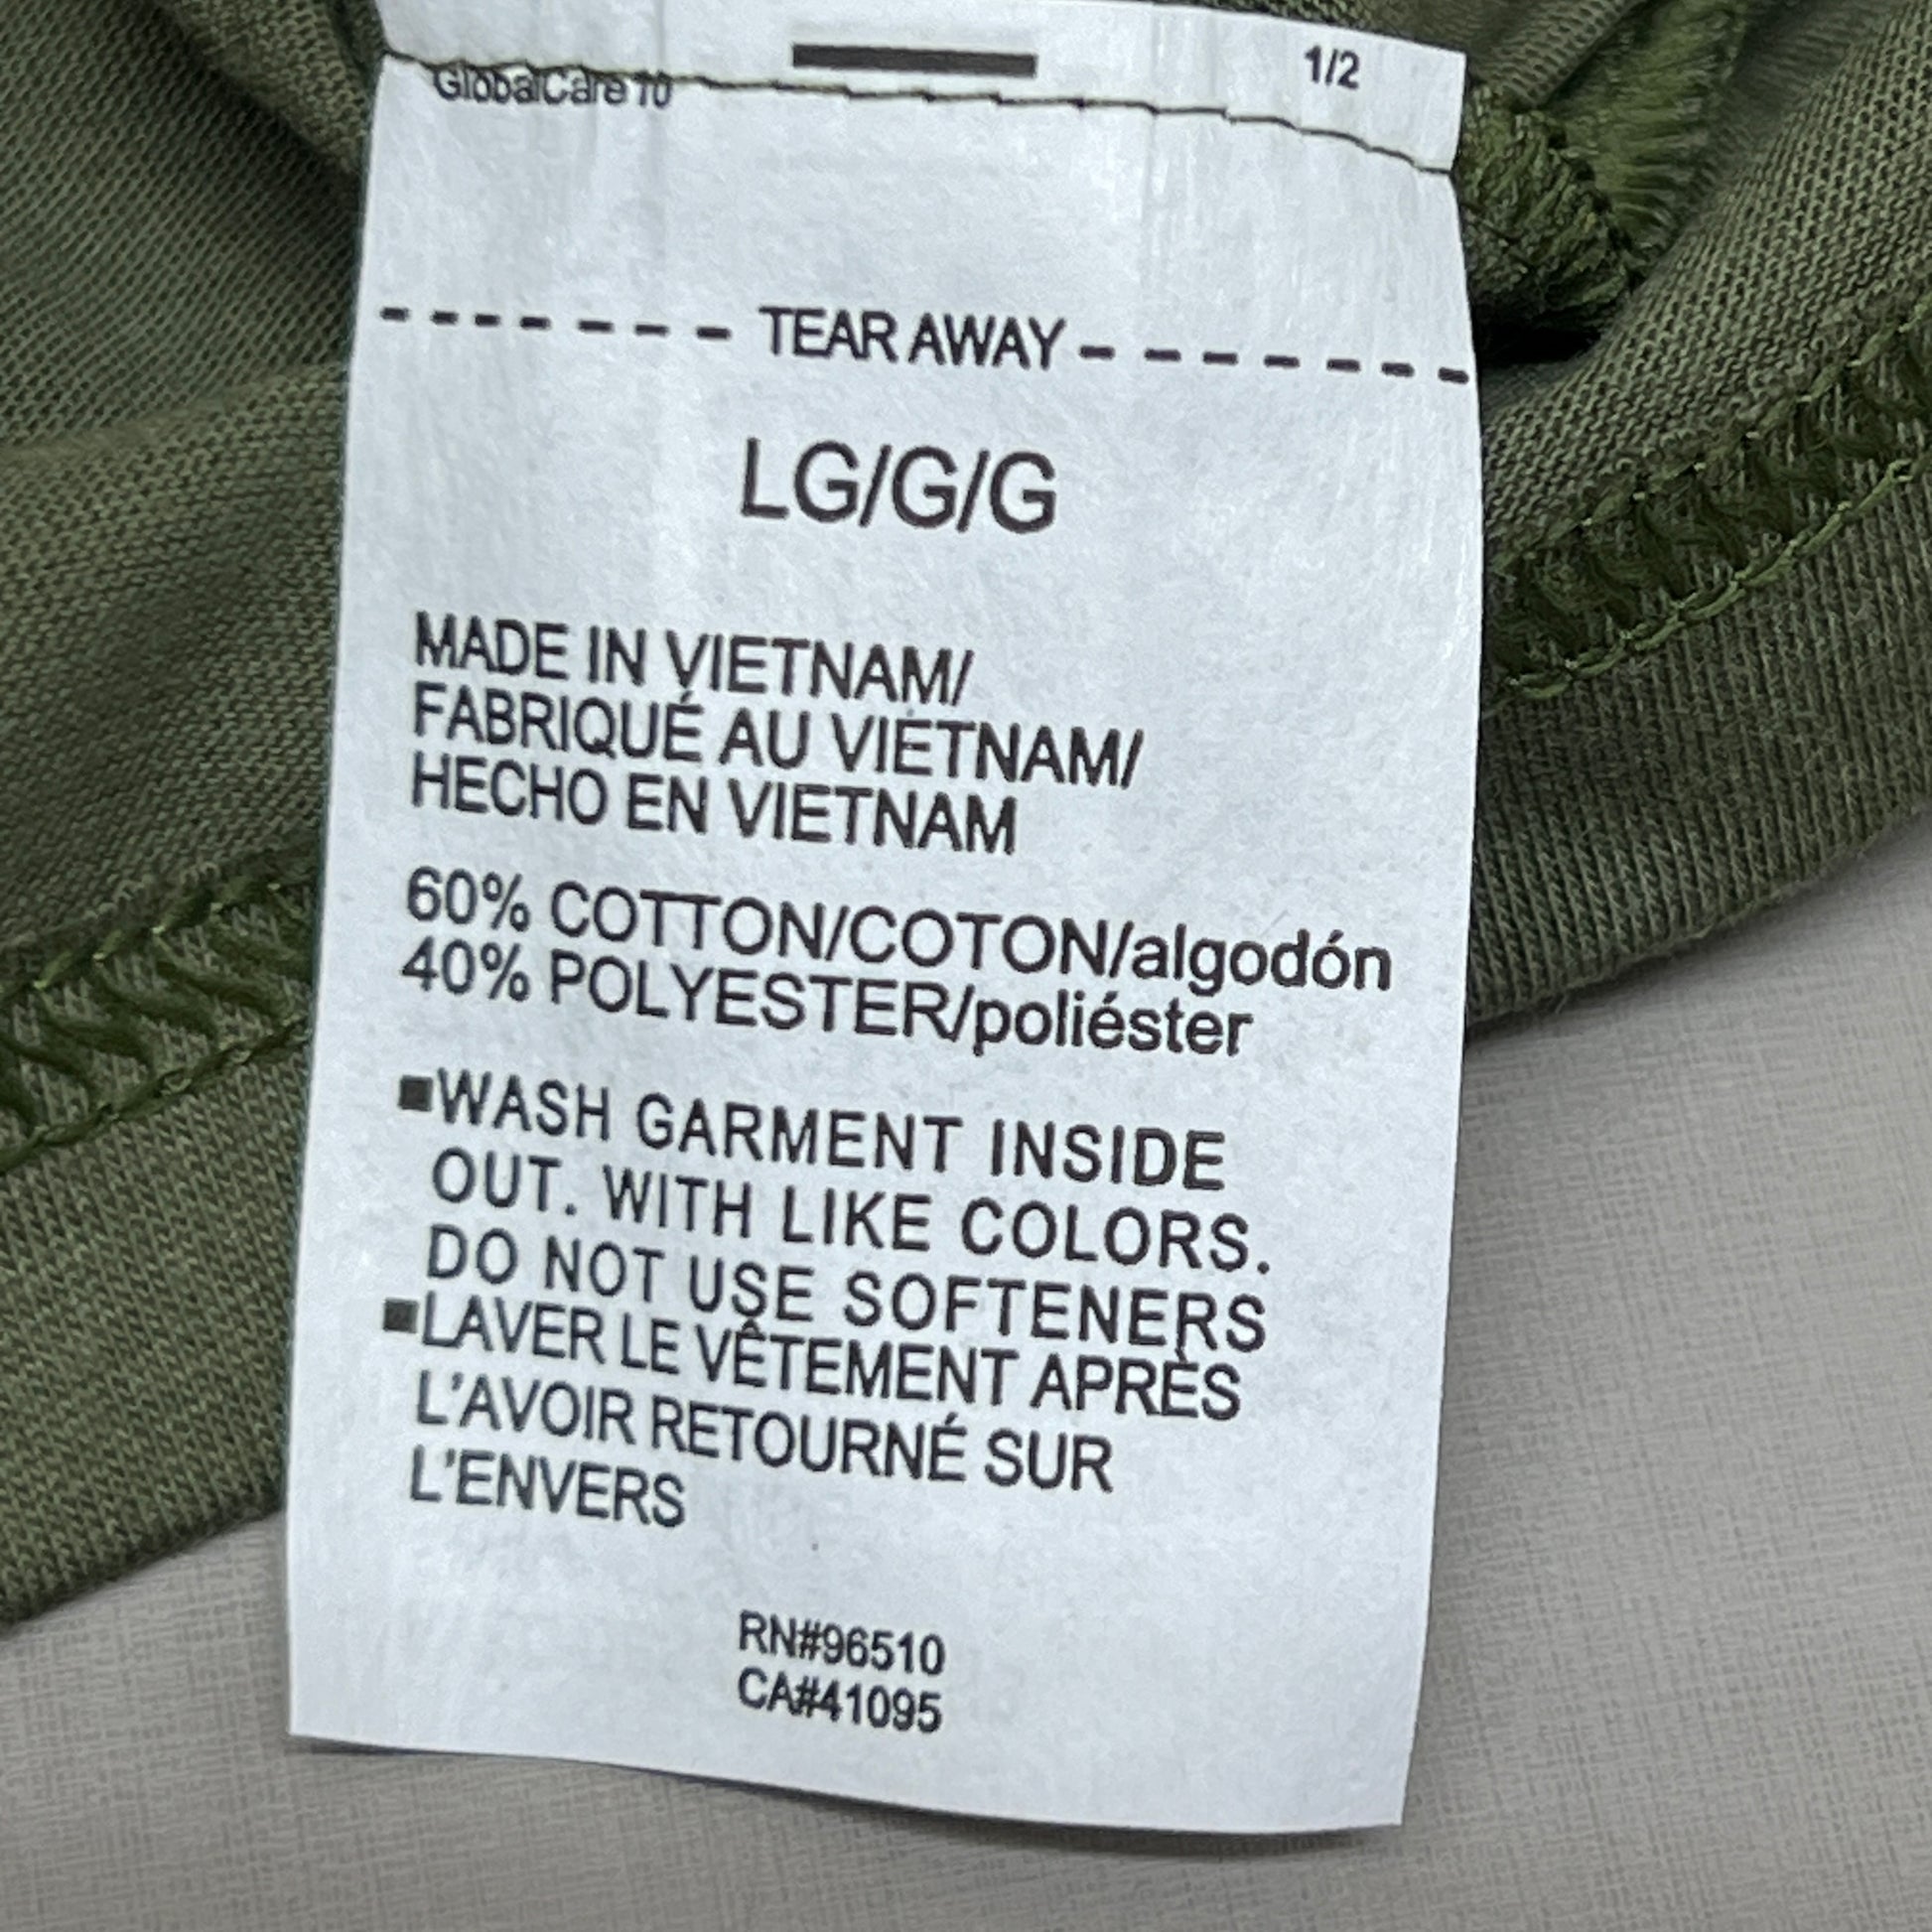 1/2
GlobalCare 10
TEAR AWAY
LG/G/G
MADE IN VIETNAM/
FABRIQUÉ AU VIETNAM/
HECHO EN VIETNAM
60% COTTON/COTON/algodón
40% POLYESTER/poliéster
■WASH GARMENT INSIDE
OUT. WITH LIKE COLORS.
DO NOT USE SOFTENERS
■LAVER LE VÊTEMENT APRÈS
L'AVOIR RETOURNÉ SUR
L'ENVERS
RN#96510
CA#41095